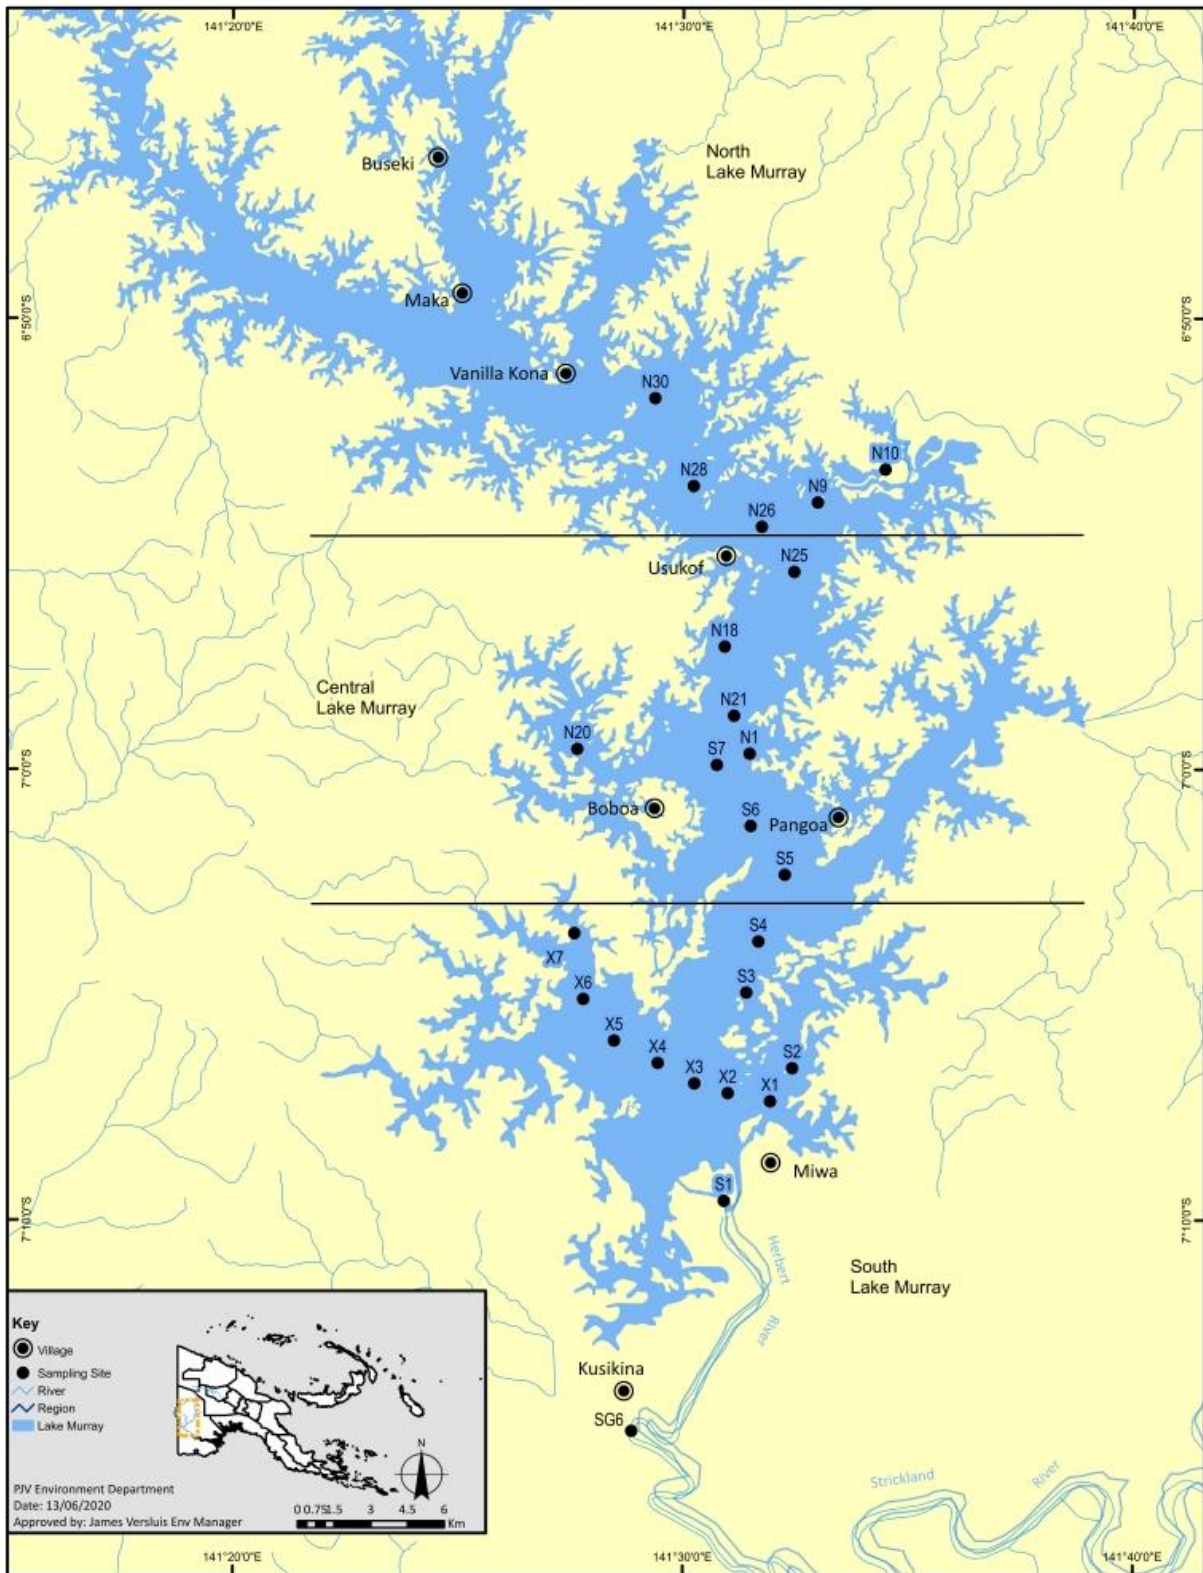 141°20'0"E
141°30'0"E
141°40'0"E
North
Lake Murray
Buseki
Maka
6°50'0"S
6°50'0"S
Vanilla Kona
N30
N10
N28
N9
N26
Usukof
N25
N18
Central
Lake Murray
N21
N20
N1
S7
7°0'0"S
7°0'0"S
Boboa
S6
Pangoa
S5
S4
X7
S3
X6
X5
X4
S2
X3
X2
X1
Miwa
S1
7°10'0"S
7°10'0"S
Herbert
River
South
Lake Murray
Kusikina
SG6
Strickland
River
Key
Village
Sampling Site
River
Region
Lake Murray
N
PJV Environment Department
Date: 13/06/2020
Approved by: James Versluis Env Manager
0 0.75 1.5 3 4.5 6
Km
141°20'0"E
141°30'0"E
141°40'0"E